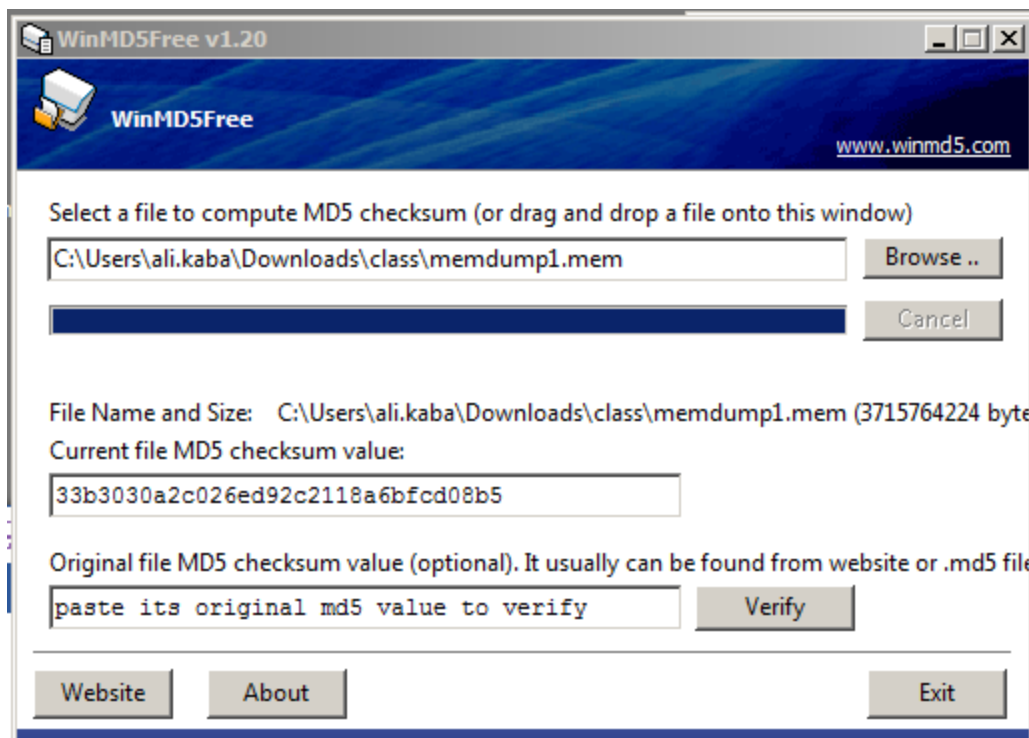 WinMD5Free v1.20
WinMD5Free
www.winmd5.com
Select a file to compute MD5 checksum (or drag and drop a file onto this window)
C:\Users\ali.kaba\Downloads\class\memdump1.mem
Browse ..
Cancel
File Name and Size: C:\Users\ali.kaba\Downloads\class\memdump1.mem (3715764224 byte
Current file MD5 checksum value:
33b3030a2c026ed92c2118a6bfcd08b5
Original file MD5 checksum value (optional). It usually can be found from website or .md5 file
paste its original md5 value to verify
Verify
Website
About
Exit